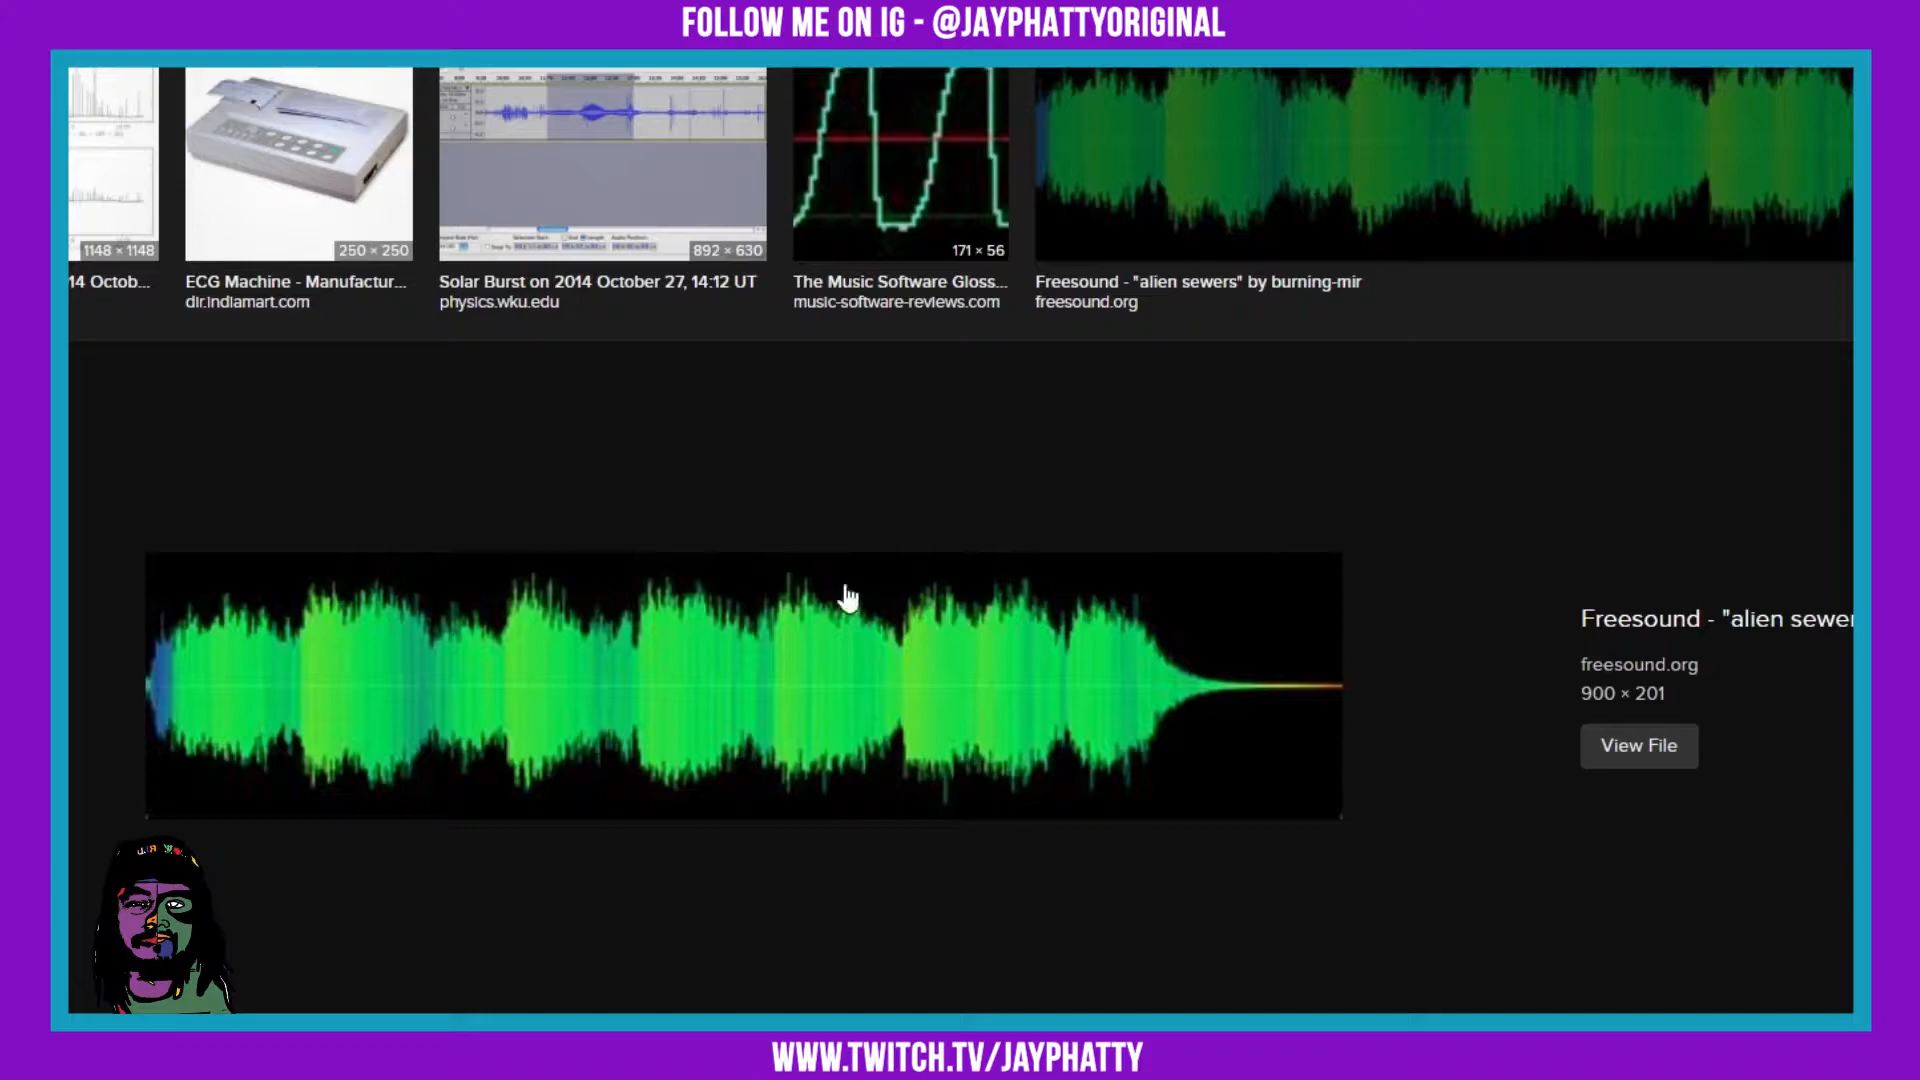 FOLLOW ME ON IG - @JAYPHATTYORIGINAL
1148 × 1148
250 × 250
892 × 630
171 × 56
14 Octob...
ECG Machine - Manufactur...
dir.indiamart.com
Solar Burst on 2014 October 27, 14:12 UT
physics.wku.edu
The Music Software Gloss...
music-software-reviews.com
Freesound - "alien sewers" by burning-mir
freesound.org
Freesound - "alien sewer
freesound.org
900 × 201
View File
WWW.TWITCH.TV/JAYPHATTY